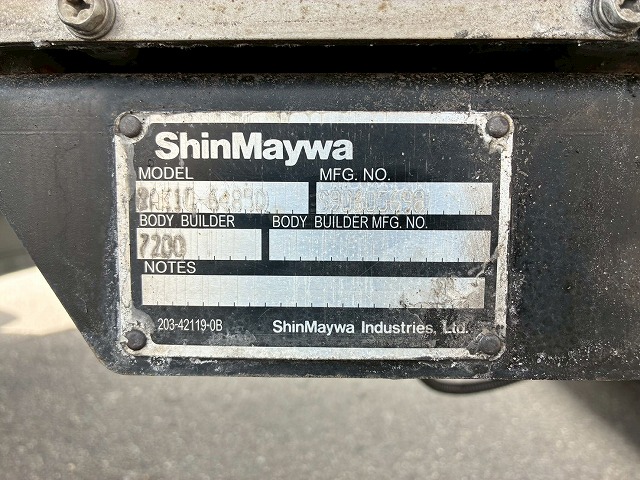 ShinMaywa
MODEL MFG. NO.
BODY BUILDER BODY BUILDER MFG. NO.
7200
NOTES
203-42119-0B ShinMaywa Industries, Ltd.